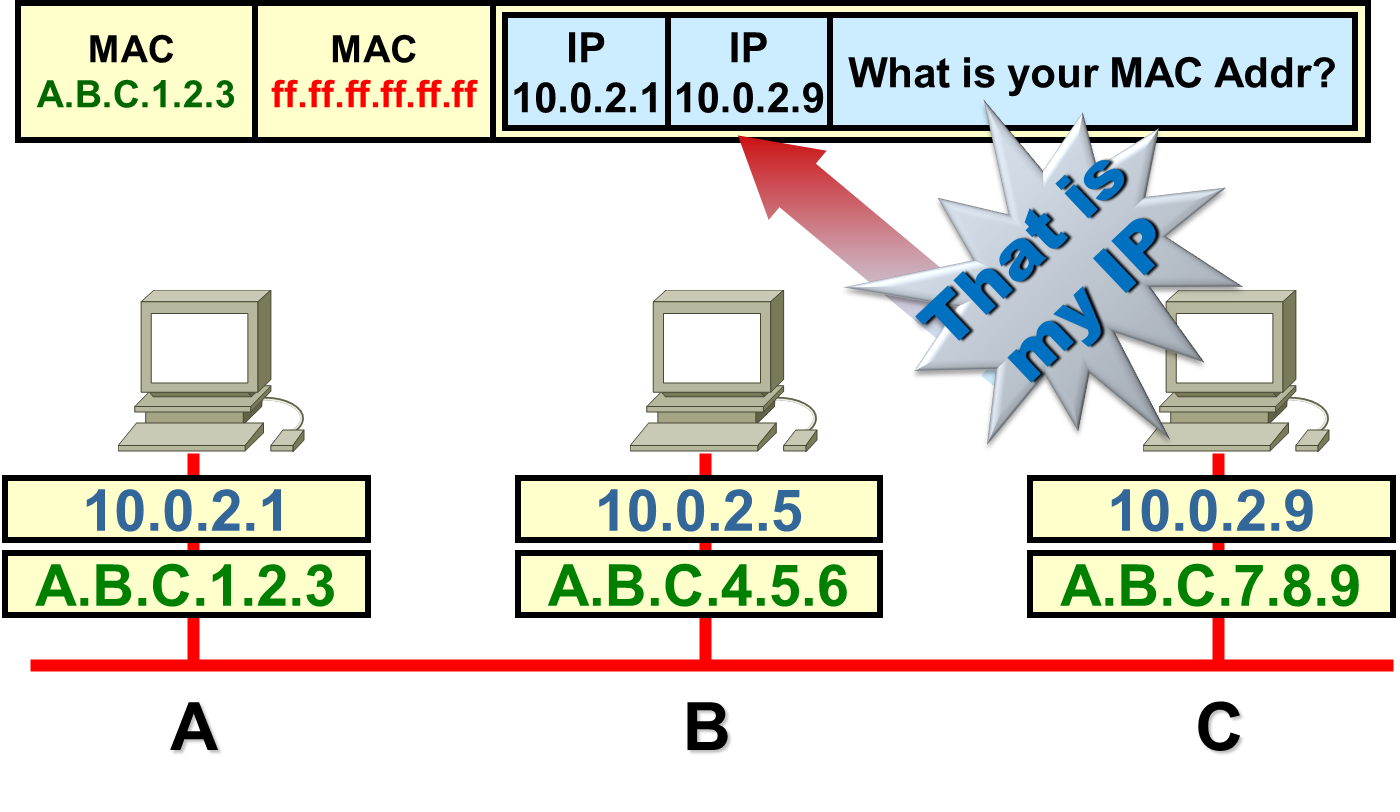 MAC
A.B.C.1.2.3
MAC
ff.ff.ff.ff.ff.ff
IP
10.0.2.1
IP
10.0.2.9
What is your MAC Addr?
That is
my IP
10.0.2.1
A.B.C.1.2.3
10.0.2.5
A.B.C.4.5.6
10.0.2.9
A.B.C.7.8.9
A
B
C